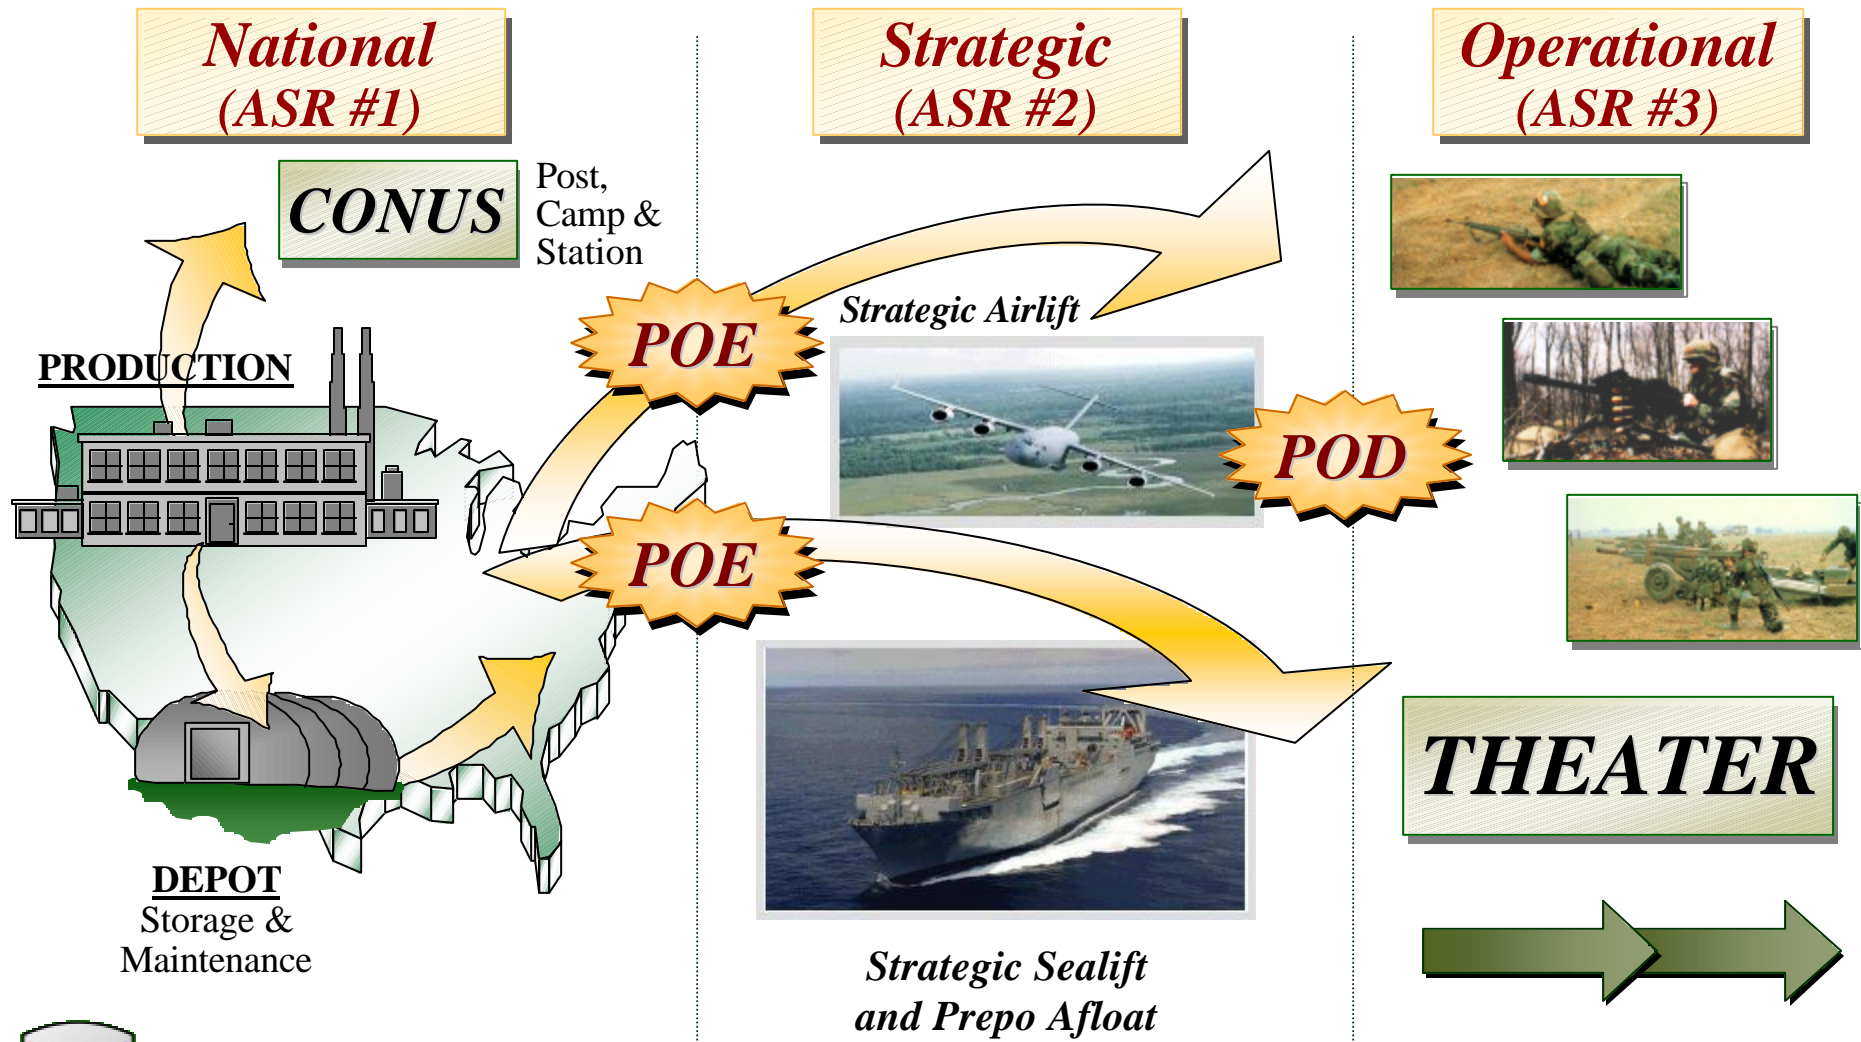 National
(ASR #1)
Strategic
(ASR #2)
Operational
(ASR #3)
CONUS
Post,
Camp &
Station
PRODUCTION
POE
Strategic Airlift
POD
POE
THEATER
DEPOT
Storage &
Maintenance
Strategic Sealift
and Prepo Afloat